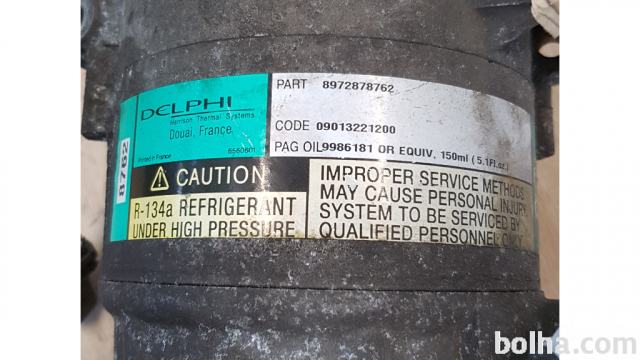 DELPHI
Harrison Thermal Systems
Douai, France
Printed in France
8762
PART 8972878762
CODE 09013221200
PAG OIL 9986181 OR EQUIV, 150ml ( 5.1Fl.oz.)
CAUTION
R-134a REFRIGERANT
UNDER HIGH PRESSURE
IMPROPER SERVICE METHODS
MAY CAUSE PERSONAL INJURY
SYSTEM TO BE SERVICED BY
QUALIFIED PERSONNEL ONLY
bolha.com